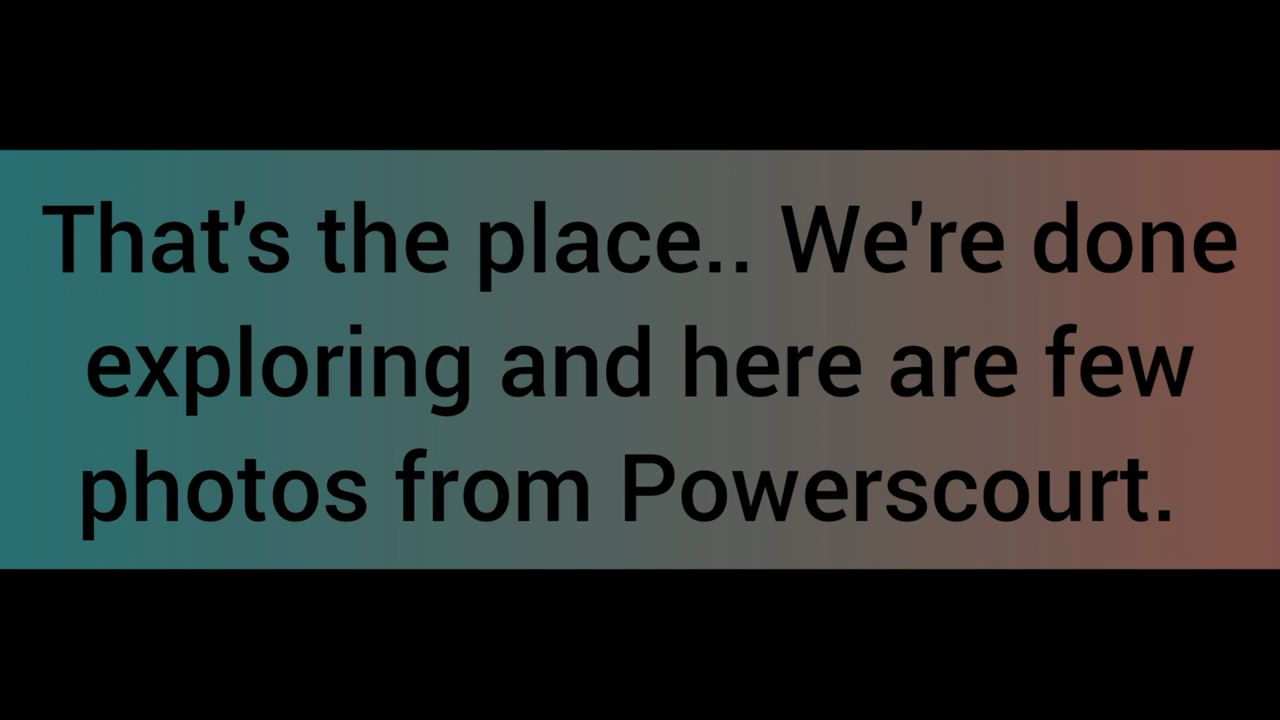 That's the place.. We're done
exploring and here are few
photos from Powerscourt.